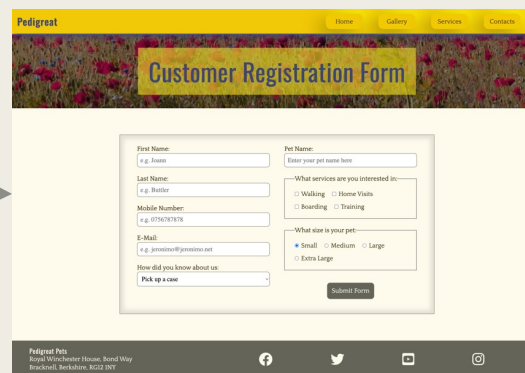 Pedigreat
Home Gallery Services Contacts
Customer Registration Form
First Name:
e.g. Joann
Last Name:
e.g. Buttler
Mobile Number:
e.g. 0756787878
E-Mail:
e.g. jeronimo@jeronimo.net
How did you know about us:
Pick up a case
Pet Name:
Enter your pet name here
What services are you interested in:
Walking Home Visits
Boarding Training
What size is your pet:
Small Medium Large
Extra Large
Submit Form
Pedigreat Pets
Royal Winchester House, Bond Way
Bracknell, Berkshire, RG12 1NY